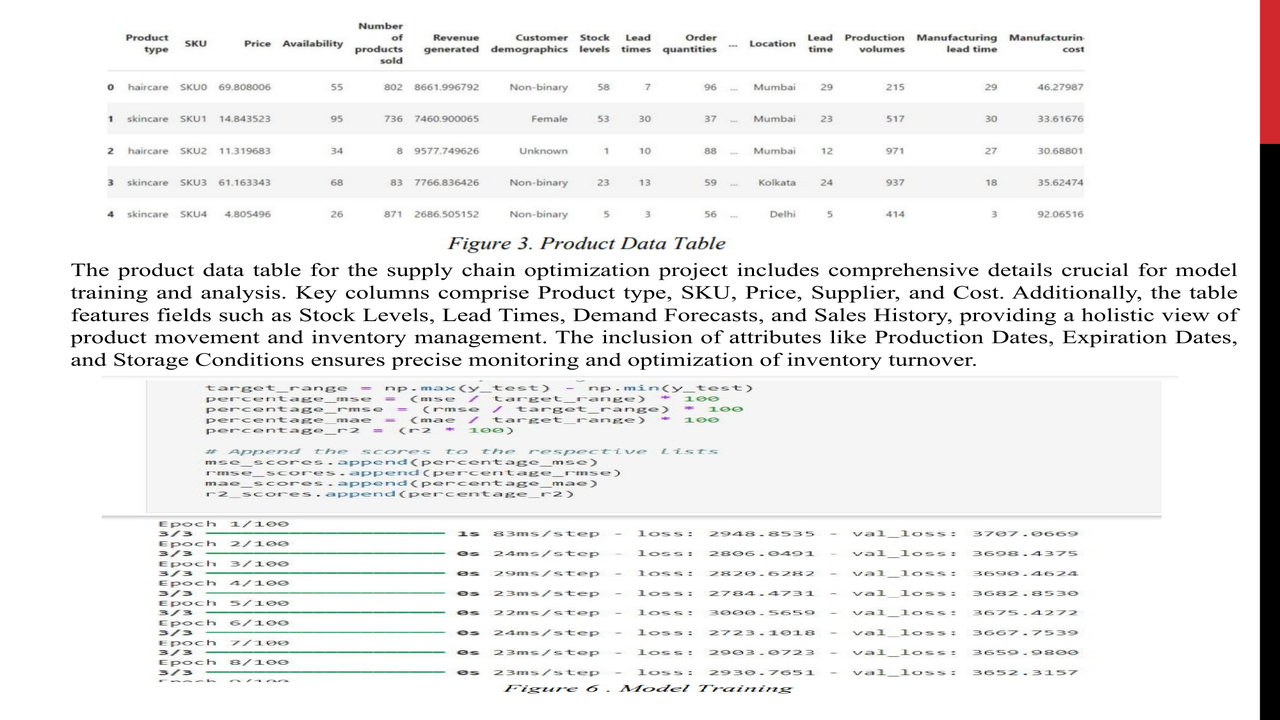 Product type SKU Price Availability Number of products sold Revenue generated Customer demographics Stock levels Lead times Order quantities ... Location Lead time Production volumes Manufacturing lead time Manufacturin cost
0 haircare SKU0 69.808006 55 802 8661.996792 Non-binary 58 7 96 ... Mumbai 29 215 29 46.27987
1 skincare SKU1 14.843523 95 736 7460.900065 Female 53 30 37 ... Mumbai 23 517 30 33.61676
2 haircare SKU2 11.319683 34 8 9577.749626 Unknown 1 10 88 ... Mumbai 12 971 27 30.68801
3 skincare SKU3 61.163343 68 83 7766.836426 Non-binary 23 13 59 ... Kolkata 24 937 18 35.62474
4 skincare SKU4 4.805496 26 871 2686.505152 Non-binary 5 3 56 ... Delhi 5 414 3 92.06516
Figure 3. Product Data Table
The product data table for the supply chain optimization project includes comprehensive details crucial for model
training and analysis. Key columns comprise Product type, SKU, Price, Supplier, and Cost. Additionally, the table
features fields such as Stock Levels, Lead Times, Demand Forecasts, and Sales History, providing a holistic view of
product movement and inventory management. The inclusion of attributes like Production Dates, Expiration Dates,
and Storage Conditions ensures precise monitoring and optimization of inventory turnover.
target_range = np.max(y_test) - np.min(y_test)
percentage_mse = (mse / target_range) * 100
percentage_rmse = (rmse / target_range) * 100
percentage_mae = (mae / target_range) * 100
percentage_r2 = (r2 * 100)
# Append the scores to the respective lists
mse_scores.append(percentage_mse)
rmse_scores.append(percentage_rmse)
mae_scores.append(percentage_mae)
r2_scores.append(percentage_r2)
Epoch 1/100
3/3 1s 83ms/step - loss: 2948.8535 - val_loss: 3707.0669
Epoch 2/100
3/3 0s 24ms/step - loss: 2806.0491 - val_loss: 3698.4375
Epoch 3/100
3/3 0s 29ms/step - loss: 2820.6282 - val_loss: 3690.4624
Epoch 4/100
3/3 0s 23ms/step - loss: 2784.4731 - val_loss: 3682.8530
Epoch 5/100
3/3 0s 22ms/step - loss: 3000.5659 - val_loss: 3675.4272
Epoch 6/100
3/3 0s 24ms/step - loss: 2723.1018 - val_loss: 3667.7539
Epoch 7/100
3/3 0s 23ms/step - loss: 2903.0723 - val_loss: 3659.9800
Epoch 8/100
3/3 0s 23ms/step - loss: 2930.7651 - val_loss: 3652.3157
Figure 6 . Model Training